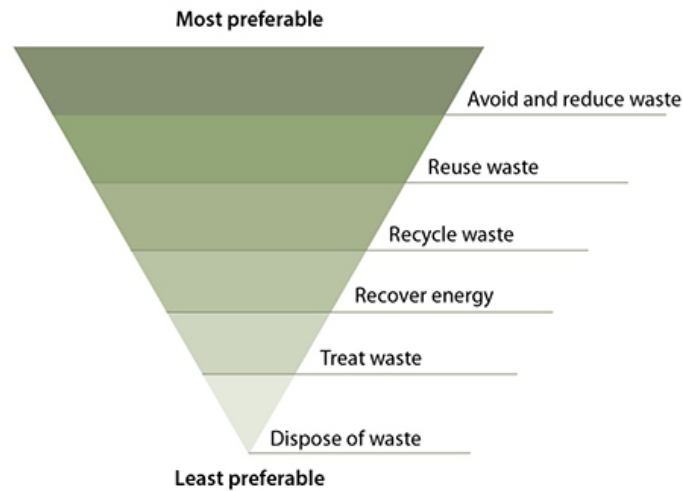 Most preferable
Avoid and reduce waste
Reuse waste
Recycle waste
Recover energy
Treat waste
Dispose of waste
Least preferable